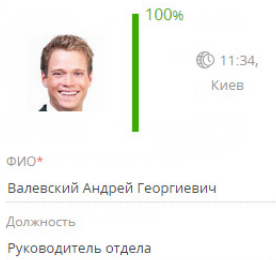 100%
11:34,
Киев
ФИО*
Валевский Андрей Георгиевич
Должность
Руководитель отдела